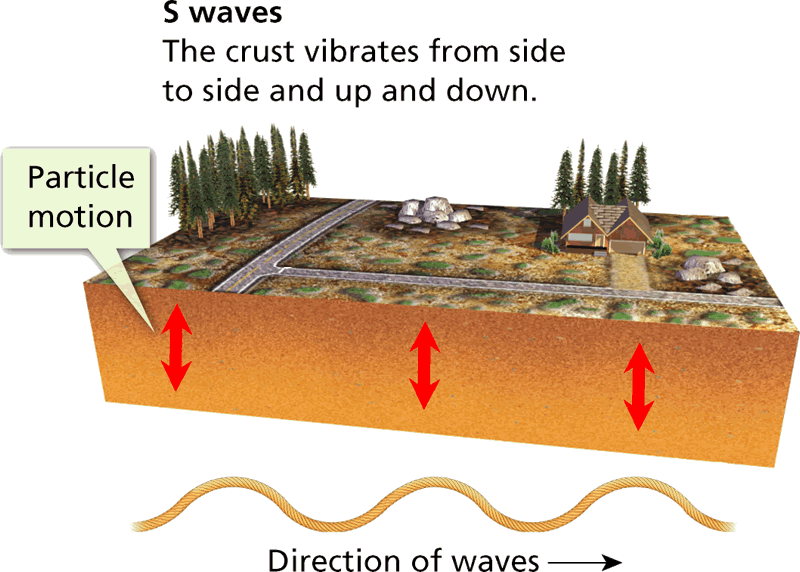 S waves
The crust vibrates from side
to side and up and down.
Particle
motion
Direction of waves